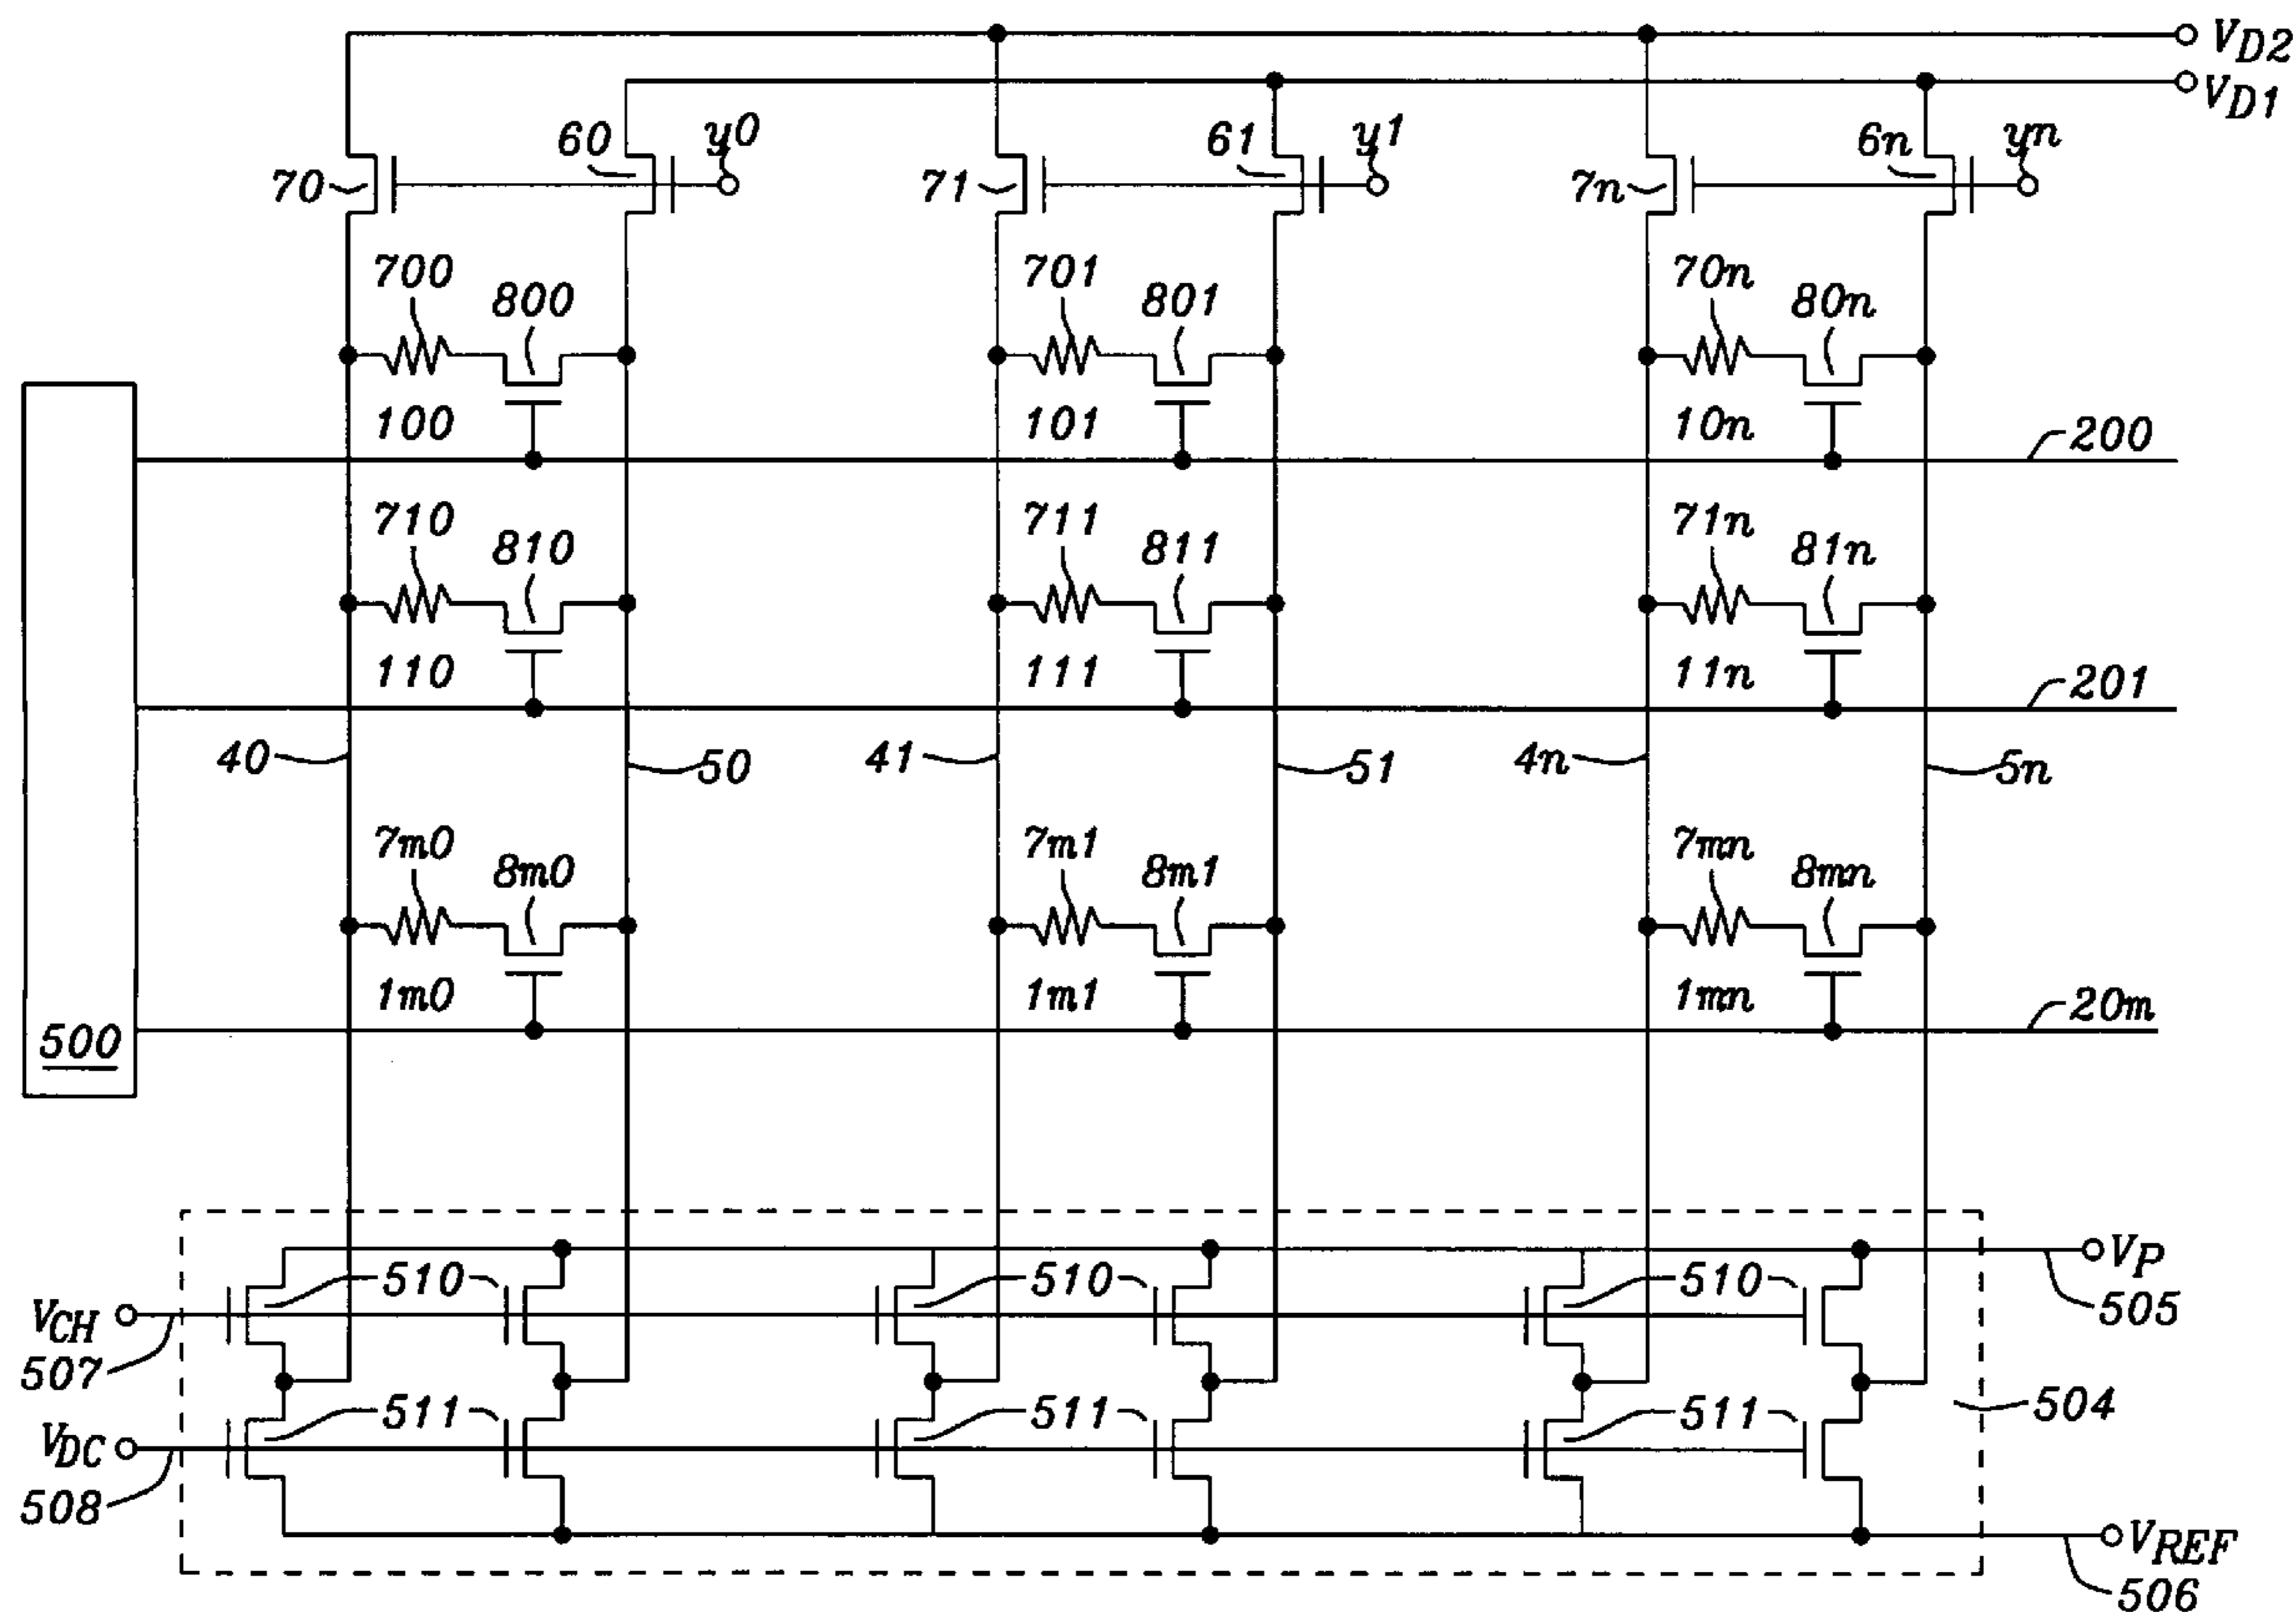 VD2
VD1
60 y0 61 y1 6n yn
70 71 7n
700 701 70n
800 801 80n
100 101 10n
200
710 711 71n
810 811 81n
110 111 11n
201
40 50 41 51 4n 5n
7m0 7m1 7mn
8m0 8m1 8mn
1m0 1m1 1mn
20m
500
VP
510 510 510
VCH
505
507
511 511 511
504
VDC
508
VREF
506